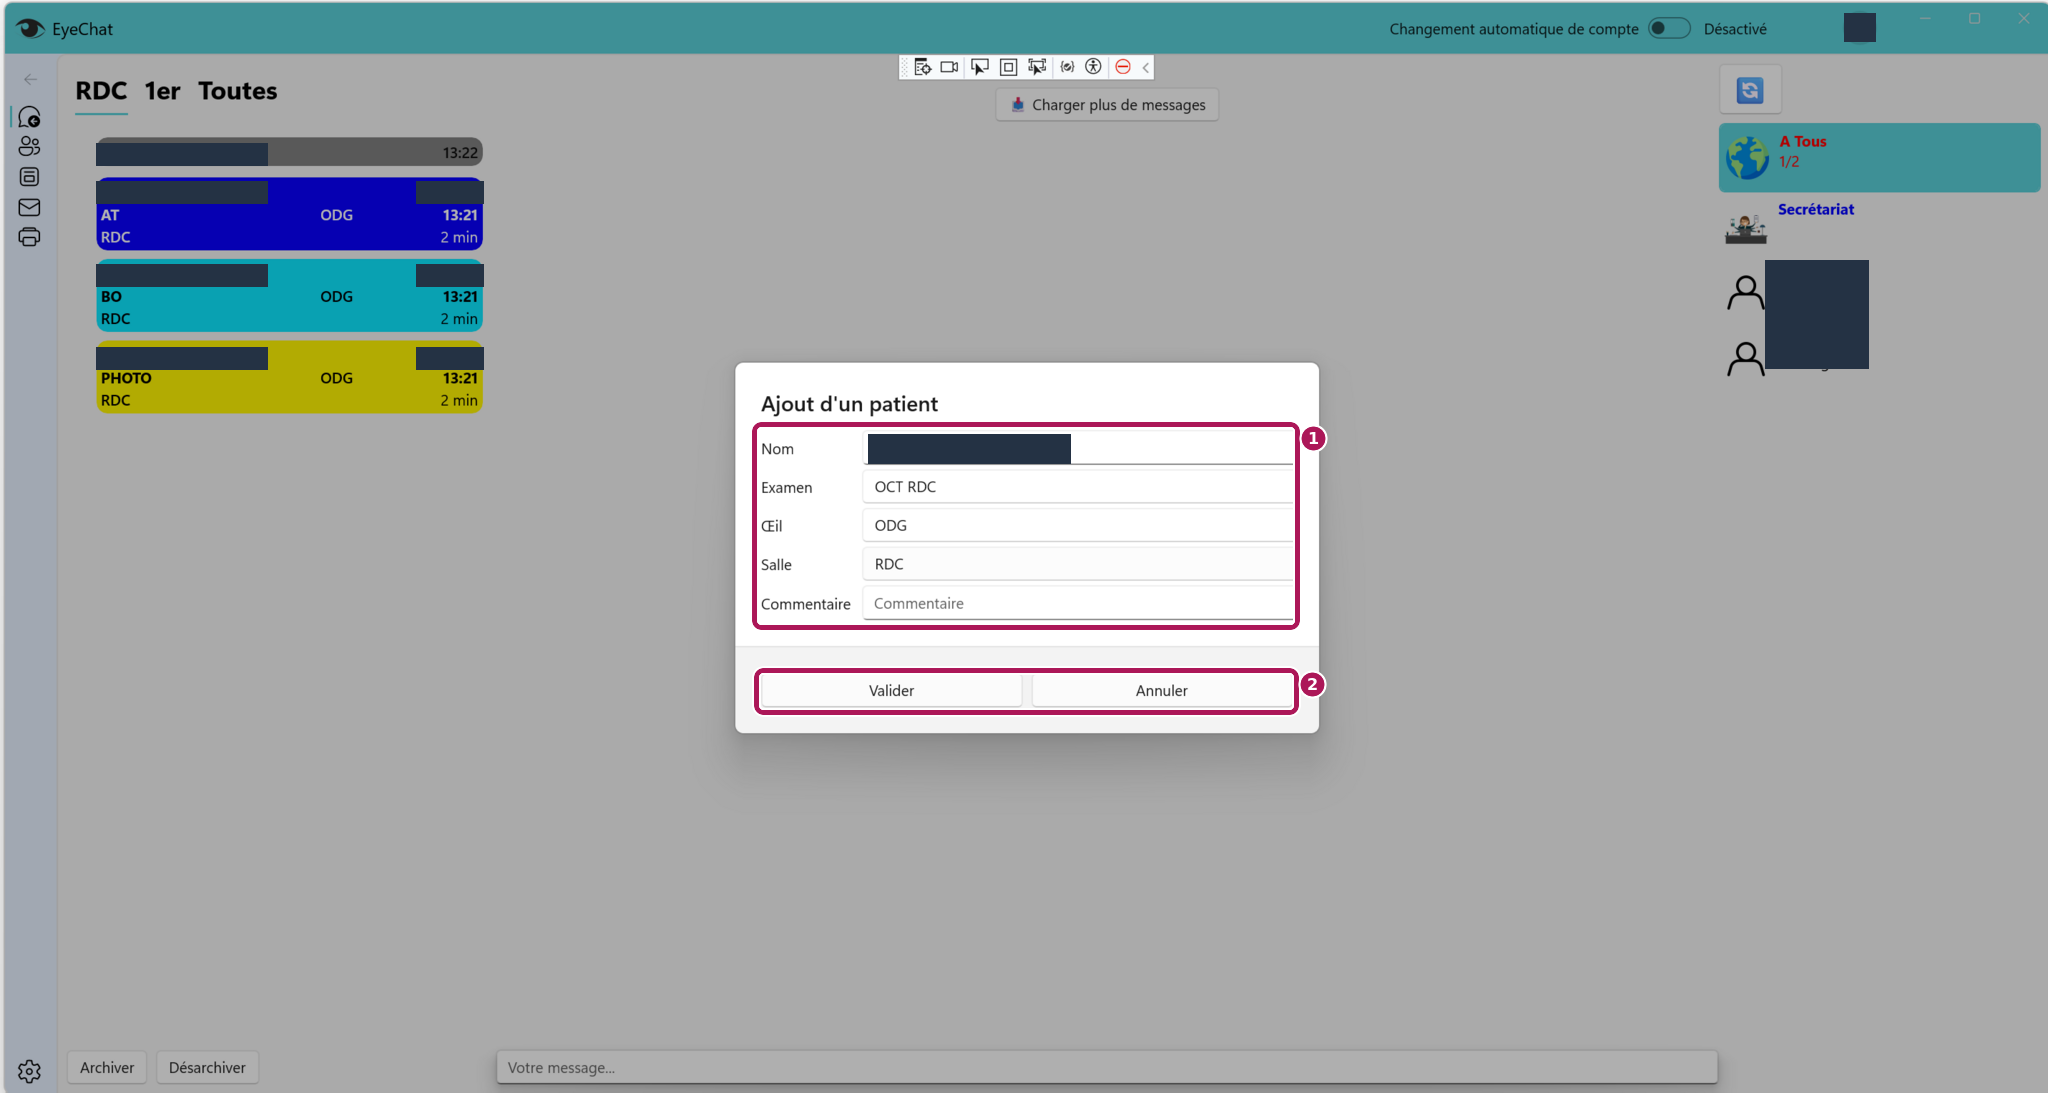 EyeChat
Changement automatique de compte
Désactivé
RDC 1er Toutes
Charger plus de messages
13:22
AT ODG 13:21
RDC 2 min
BO ODG 13:21
RDC 2 min
PHOTO ODG 13:21
RDC 2 min
A Tous
1/2
Secrétariat
Ajout d'un patient
1
Nom
Examen OCT RDC
Œil ODG
Salle RDC
Commentaire Commentaire
Valider Annuler
2
Archiver Désarchiver
Votre message...